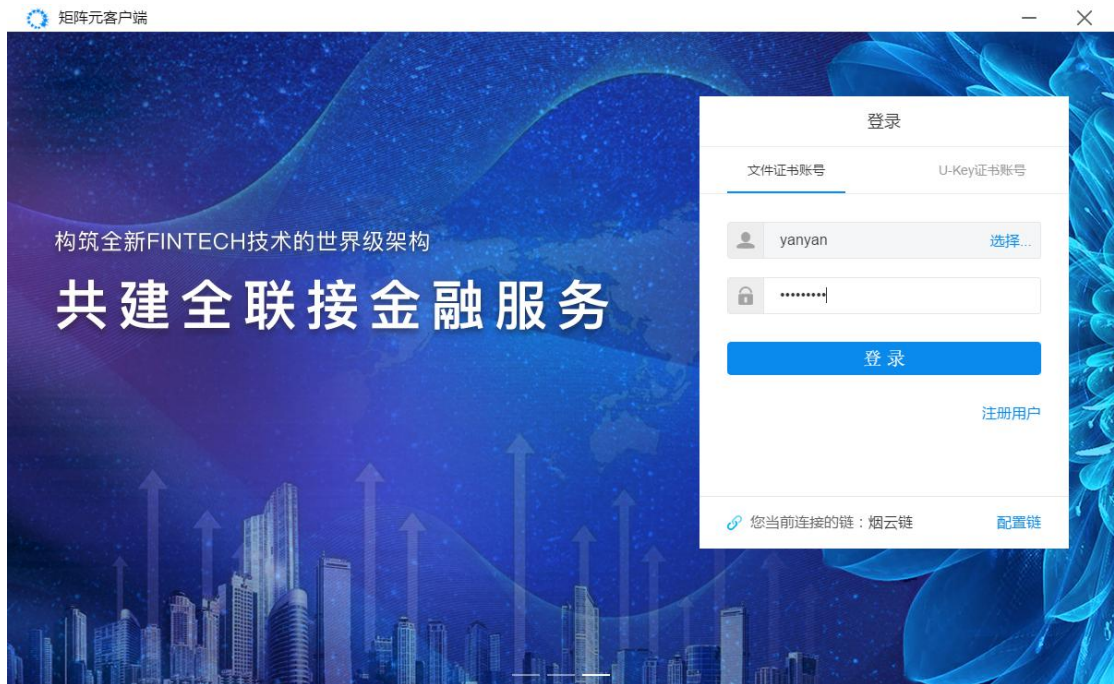 矩阵元客户端
构筑全新FINTECH技术的世界级架构
共建全联接金融服务
登录
文件证书账号 U-Key证书账号
yanyan 选择...
•••••••••
登录
注册用户
您当前连接的链：烟云链 配置链